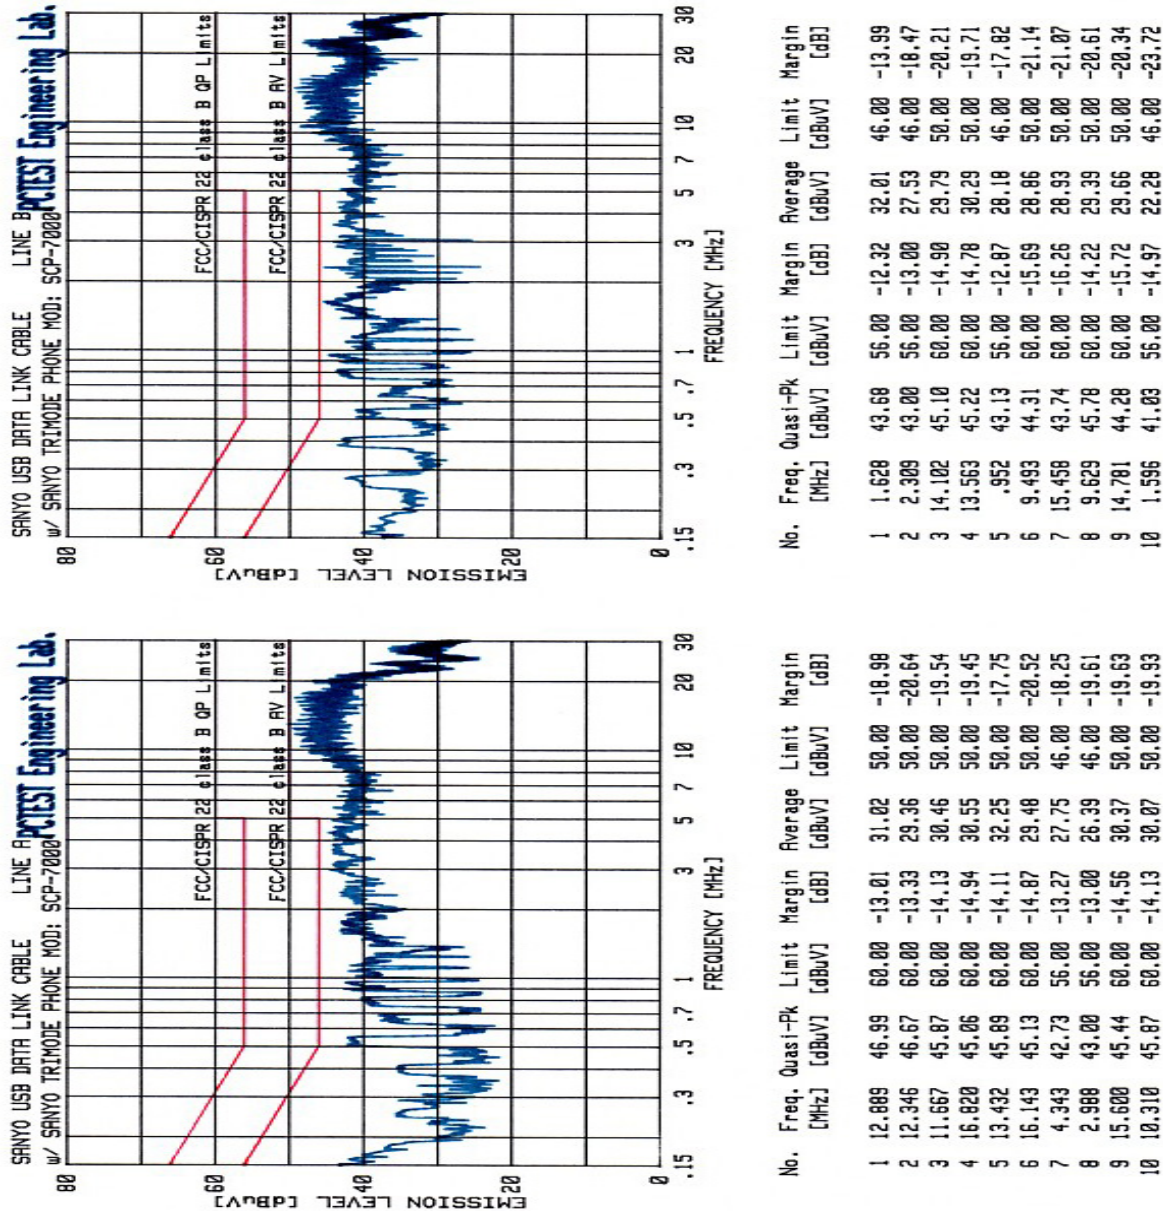 SANYO USB DATA LINK CABLE LINE A
PCTEST Engineering Lab.
w/ SANYO TRIMODE PHONE MOD: SCP-7000
80
60
40
20
0
EMISSION LEVEL [dBuV]
FCC/CISPR 22 class B QP Limits
FCC/CISPR 22 class B AV Limits
.15 .3 .5 .7 1 3 5 7 10 20 30
FREQUENCY [MHz]
No. Freq. Quasi-Pk Limit Margin Average Limit Margin
[MHz] [dBuV] [dBuV] [dB] [dBuV] [dBuV] [dB]
1 12.889 46.99 60.00 -13.01 31.02 50.00 -18.98
2 12.346 46.67 60.00 -13.33 29.36 50.00 -20.64
3 11.667 45.87 60.00 -14.13 30.46 50.00 -19.54
4 16.820 45.06 60.00 -14.94 30.55 50.00 -19.45
5 13.432 45.89 60.00 -14.11 32.25 50.00 -17.75
6 16.143 45.13 60.00 -14.87 29.48 50.00 -20.52
7 4.343 42.73 56.00 -13.27 27.75 46.00 -18.25
8 2.988 43.00 56.00 -13.00 26.39 46.00 -19.61
9 15.600 45.44 60.00 -14.56 30.37 50.00 -19.63
10 10.310 45.87 60.00 -14.13 30.07 50.00 -19.93
SANYO USB DATA LINK CABLE LINE B
PCTEST Engineering Lab.
w/ SANYO TRIMODE PHONE MOD: SCP-7000
80
60
40
20
0
EMISSION LEVEL [dBuV]
FCC/CISPR 22 class B QP Limits
FCC/CISPR 22 class B AV Limits
.15 .3 .5 .7 1 3 5 7 10 20 30
FREQUENCY [MHz]
No. Freq. Quasi-Pk Limit Margin Average Limit Margin
[MHz] [dBuV] [dBuV] [dB] [dBuV] [dBuV] [dB]
1 1.628 43.68 56.00 -12.32 32.01 46.00 -13.99
2 2.309 43.00 56.00 -13.00 27.53 46.00 -18.47
3 14.102 45.10 60.00 -14.90 29.79 50.00 -20.21
4 13.563 45.22 60.00 -14.78 30.29 50.00 -19.71
5 .952 43.13 56.00 -12.87 28.18 46.00 -17.82
6 9.493 44.31 60.00 -15.69 28.86 50.00 -21.14
7 15.458 43.74 60.00 -16.26 28.93 50.00 -21.07
8 9.629 45.78 60.00 -14.22 29.39 50.00 -20.61
9 14.781 44.28 60.00 -15.72 29.66 50.00 -20.34
10 1.596 41.03 56.00 -14.97 22.28 46.00 -23.72